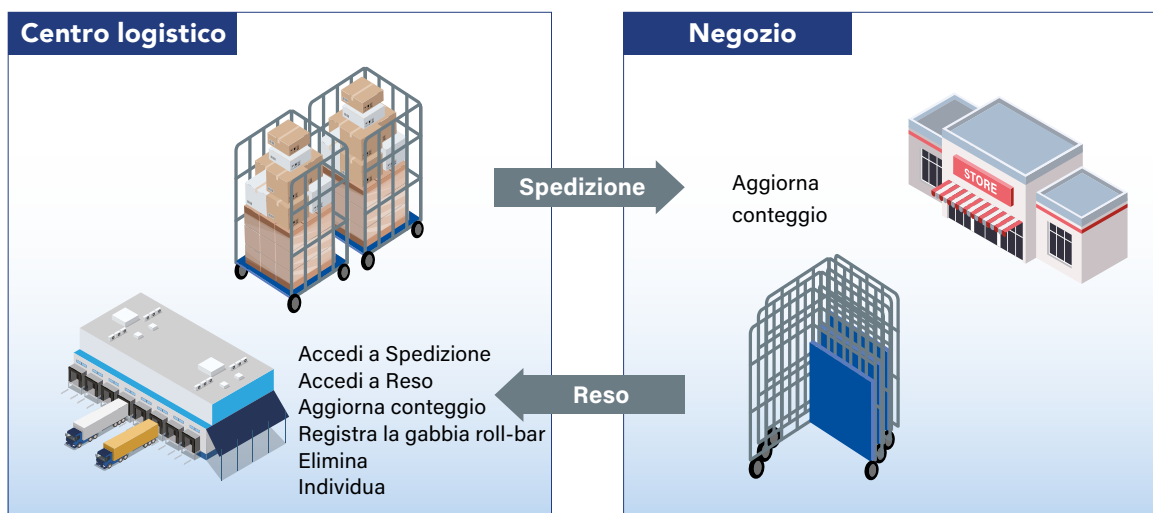 Centro logistico
Negozio
Spedizione
Aggiorna
conteggio
STORE
Accedi a Spedizione
Accedi a Reso
Aggiorna conteggio
Registra la gabbia roll-bar
Elimina
Individua
Reso